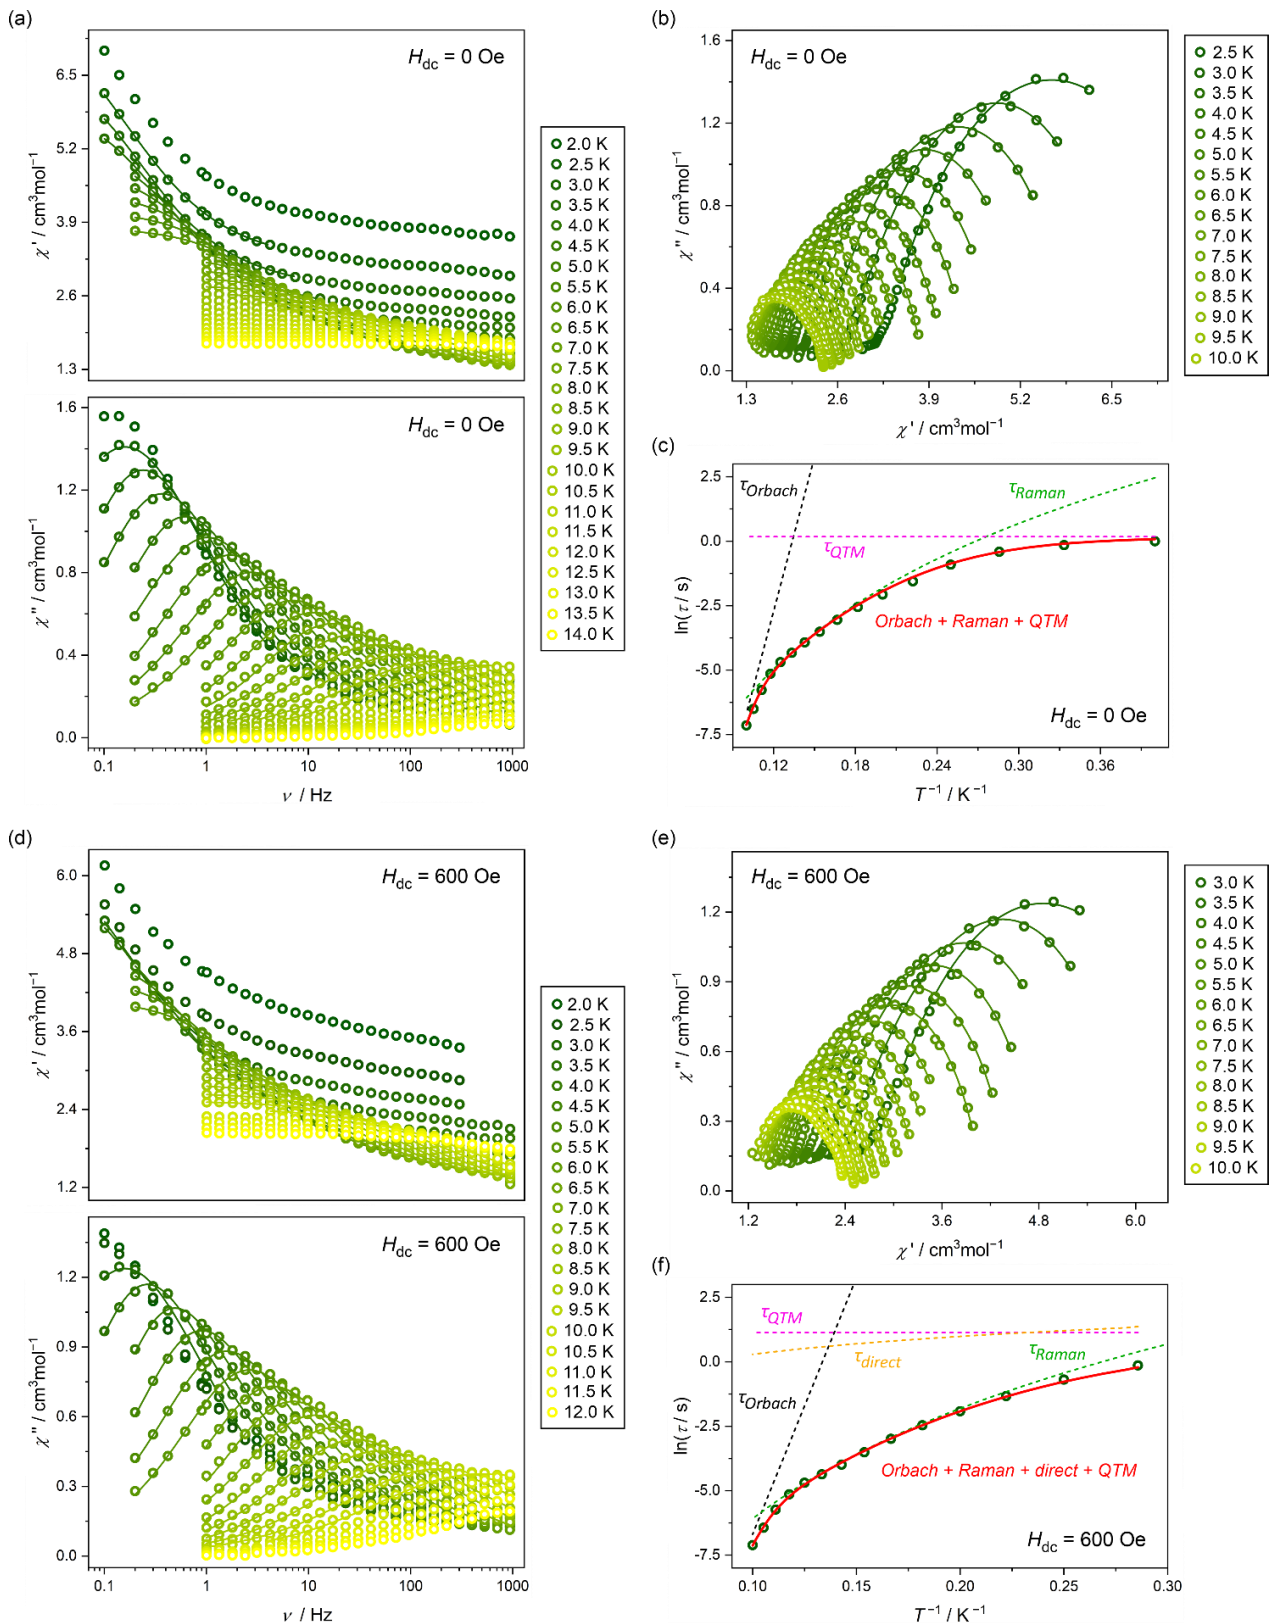 (a)
H_dc = 0 Oe
6.5
5.2
3.9
2.6
1.3
χ' / cm³mol⁻¹
H_dc = 0 Oe
1.6
1.2
0.8
0.4
0.0
χ'' / cm³mol⁻¹
0.1
1
10
100
1000
ν / Hz
2.0 K
2.5 K
3.0 K
3.5 K
4.0 K
4.5 K
5.0 K
5.5 K
6.0 K
6.5 K
7.0 K
7.5 K
8.0 K
8.5 K
9.0 K
9.5 K
10.0 K
10.5 K
11.0 K
11.5 K
12.0 K
12.5 K
13.0 K
13.5 K
14.0 K
(b)
H_dc = 0 Oe
1.6
1.2
0.8
0.4
0.0
χ'' / cm³mol⁻¹
1.3
2.6
3.9
5.2
6.5
χ' / cm³mol⁻¹
2.5 K
3.0 K
3.5 K
4.0 K
4.5 K
5.0 K
5.5 K
6.0 K
6.5 K
7.0 K
7.5 K
8.0 K
8.5 K
9.0 K
9.5 K
10.0 K
(c)
2.5
0.0
-2.5
-5.0
-7.5
ln(τ / s)
τ_Orbach
τ_Raman
τ_QTM
Orbach + Raman + QTM
H_dc = 0 Oe
0.12
0.18
0.24
0.30
0.36
T⁻¹ / K⁻¹
(d)
H_dc = 600 Oe
6.0
4.8
3.6
2.4
1.2
χ' / cm³mol⁻¹
H_dc = 600 Oe
1.2
0.9
0.6
0.3
0.0
χ'' / cm³mol⁻¹
0.1
1
10
100
1000
ν / Hz
2.0 K
2.5 K
3.0 K
3.5 K
4.0 K
4.5 K
5.0 K
5.5 K
6.0 K
6.5 K
7.0 K
7.5 K
8.0 K
8.5 K
9.0 K
9.5 K
10.0 K
10.5 K
11.0 K
11.5 K
12.0 K
(e)
H_dc = 600 Oe
1.2
0.9
0.6
0.3
0.0
χ'' / cm³mol⁻¹
1.2
2.4
3.6
4.8
6.0
χ' / cm³mol⁻¹
3.0 K
3.5 K
4.0 K
4.5 K
5.0 K
5.5 K
6.0 K
6.5 K
7.0 K
7.5 K
8.0 K
8.5 K
9.0 K
9.5 K
10.0 K
(f)
2.5
0.0
-2.5
-5.0
-7.5
ln(τ / s)
τ_QTM
τ_direct
τ_Raman
τ_Orbach
Orbach + Raman + direct + QTM
H_dc = 600 Oe
0.10
0.15
0.20
0.25
0.30
T⁻¹ / K⁻¹